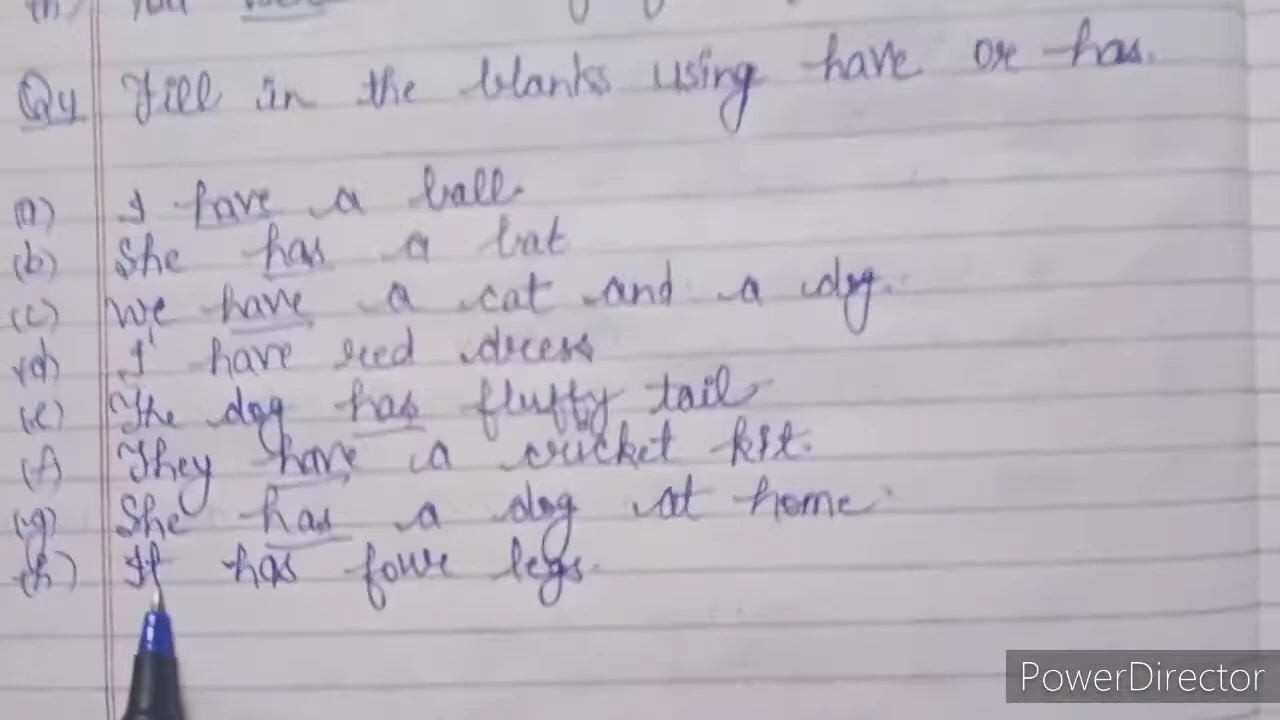 You
Q4 Fill in the blanks using have or has.
(a) I have a ball.
(b) She has a bat
(c) We have a cat and a dog.
(d) I have red dress
(e) The dog has fluffy tail
(f) They have a cricket kit.
(g) She has a dog at home
(h) It has four legs.
PowerDirector